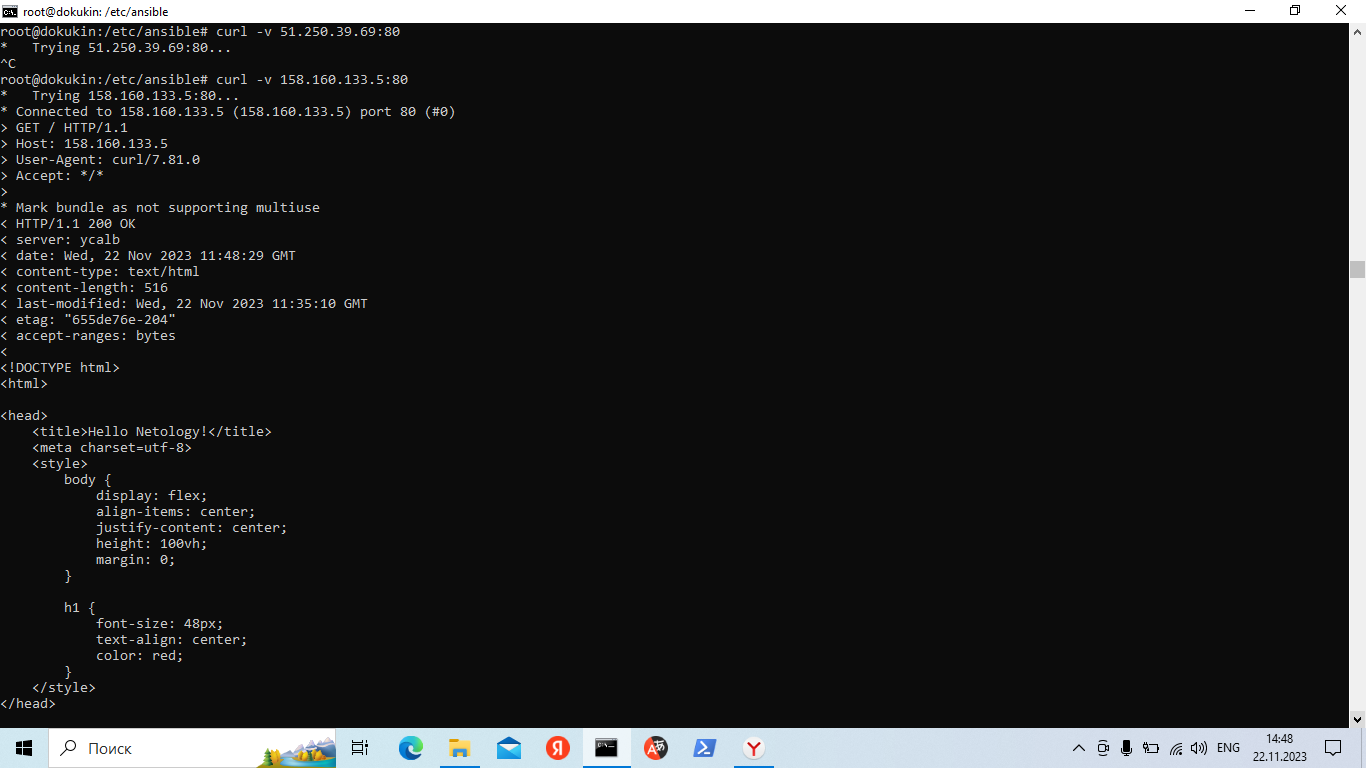 root@dokukin: /etc/ansible
root@dokukin:/etc/ansible# curl -v 51.250.39.69:80
*   Trying 51.250.39.69:80...
^C
root@dokukin:/etc/ansible# curl -v 158.160.133.5:80
*   Trying 158.160.133.5:80...
* Connected to 158.160.133.5 (158.160.133.5) port 80 (#0)
> GET / HTTP/1.1
> Host: 158.160.133.5
> User-Agent: curl/7.81.0
> Accept: */*
>
* Mark bundle as not supporting multiuse
< HTTP/1.1 200 OK
< server: ycalb
< date: Wed, 22 Nov 2023 11:48:29 GMT
< content-type: text/html
< content-length: 516
< last-modified: Wed, 22 Nov 2023 11:35:10 GMT
< etag: "655de76e-204"
< accept-ranges: bytes
<
<!DOCTYPE html>
<html>

<head>
    <title>Hello Netology!</title>
    <meta charset=utf-8>
    <style>
        body {
            display: flex;
            align-items: center;
            justify-content: center;
            height: 100vh;
            margin: 0;
        }

        h1 {
            font-size: 48px;
            text-align: center;
            color: red;
        }
    </style>
</head>
Поиск
ENG
14:48
22.11.2023